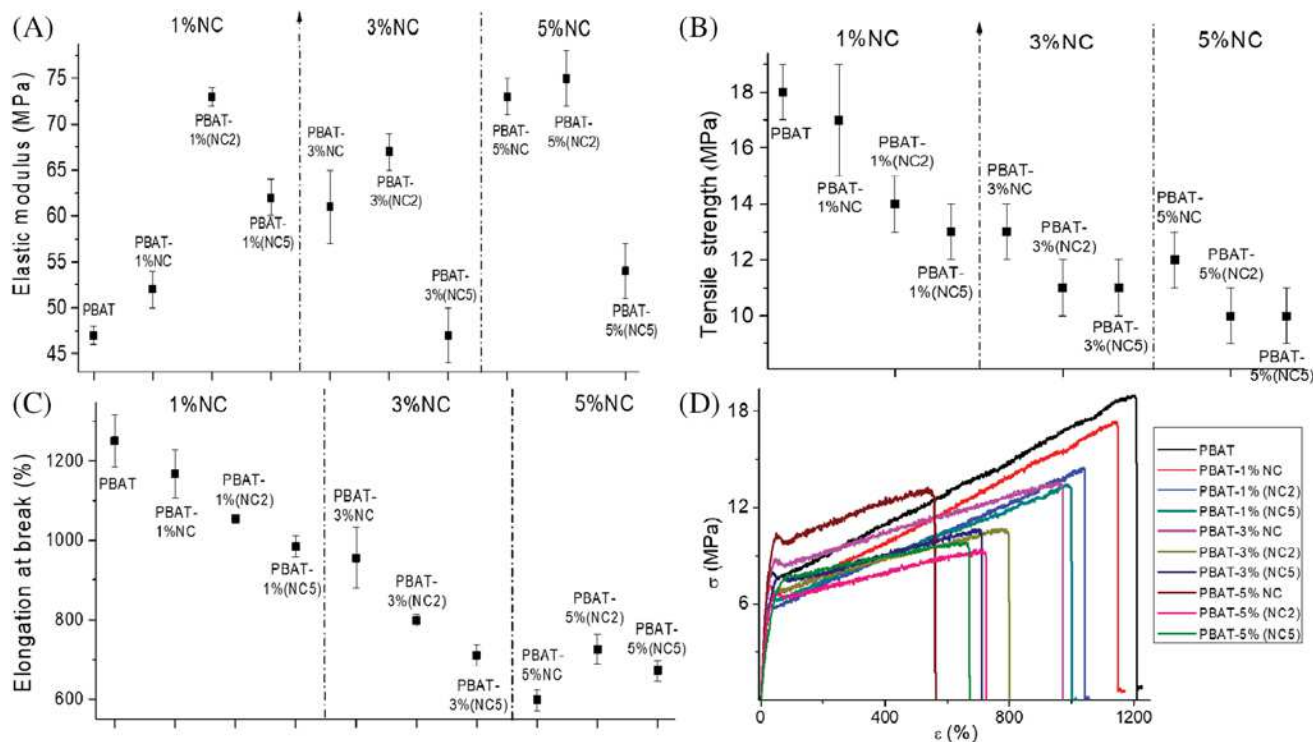 (A)
1%NC
3%NC
5%NC
Elastic modulus (MPa)
75
70
65
60
55
50
45
PBAT
PBAT-
1%NC
PBAT-
1%(NC2)
PBAT-
1%(NC5)
PBAT-
3%NC
PBAT-
3%(NC2)
PBAT-
3%(NC5)
PBAT-
5%NC
PBAT-
5%(NC2)
PBAT-
5%(NC5)
(B)
1%NC
3%NC
5%NC
Tensile strength (MPa)
18
16
14
12
10
PBAT
PBAT-
1%NC
PBAT-
1%(NC2)
PBAT-
1%(NC5)
PBAT-
3%NC
PBAT-
3%(NC2)
PBAT-
3%(NC5)
PBAT-
5%NC
PBAT-
5%(NC2)
PBAT-
5%(NC5)
(C)
1%NC
3%NC
5%NC
Elongation at break (%)
1200
1000
800
600
PBAT
PBAT-
1%NC
PBAT-
1%(NC2)
PBAT-
1%(NC5)
PBAT-
3%NC
PBAT-
3%(NC2)
PBAT-
3%(NC5)
PBAT-
5%NC
PBAT-
5%(NC2)
PBAT-
5%(NC5)
(D)
σ (MPa)
18
12
6
0
400
800
1200
ε (%)
PBAT
PBAT-1% NC
PBAT-1% (NC2)
PBAT-1% (NC5)
PBAT-3% NC
PBAT-3% (NC2)
PBAT-3% (NC5)
PBAT-5% NC
PBAT-5% (NC2)
PBAT-5% (NC5)